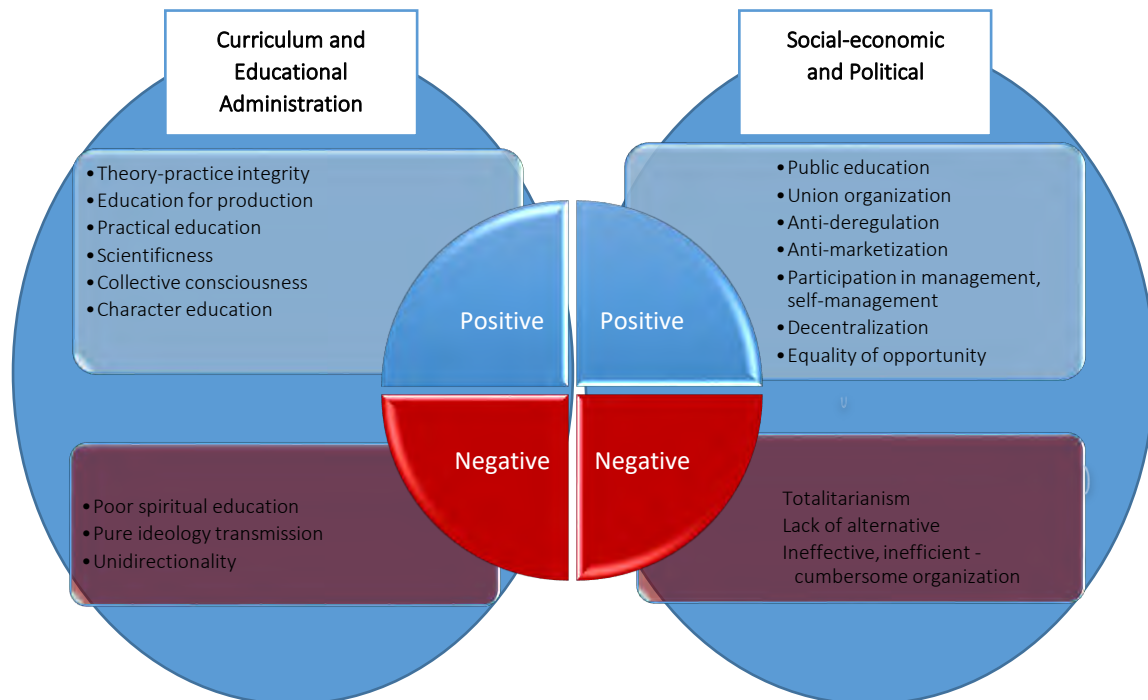 Curriculum and
Educational
Administration
• Theory-practice integrity
• Education for production
• Practical education
• Scientificness
• Collective consciousness
• Character education
Positive
Negative
• Poor spiritual education
• Pure ideology transmission
• Unidirectionality
Social-economic
and Political
• Public education
• Union organization
• Anti-deregulation
• Anti-marketization
• Participation in management,
self-management
• Decentralization
• Equality of opportunity
Positive
Negative
Totalitarianism
Lack of alternative
Ineffective, inefficient -
cumbersome organization